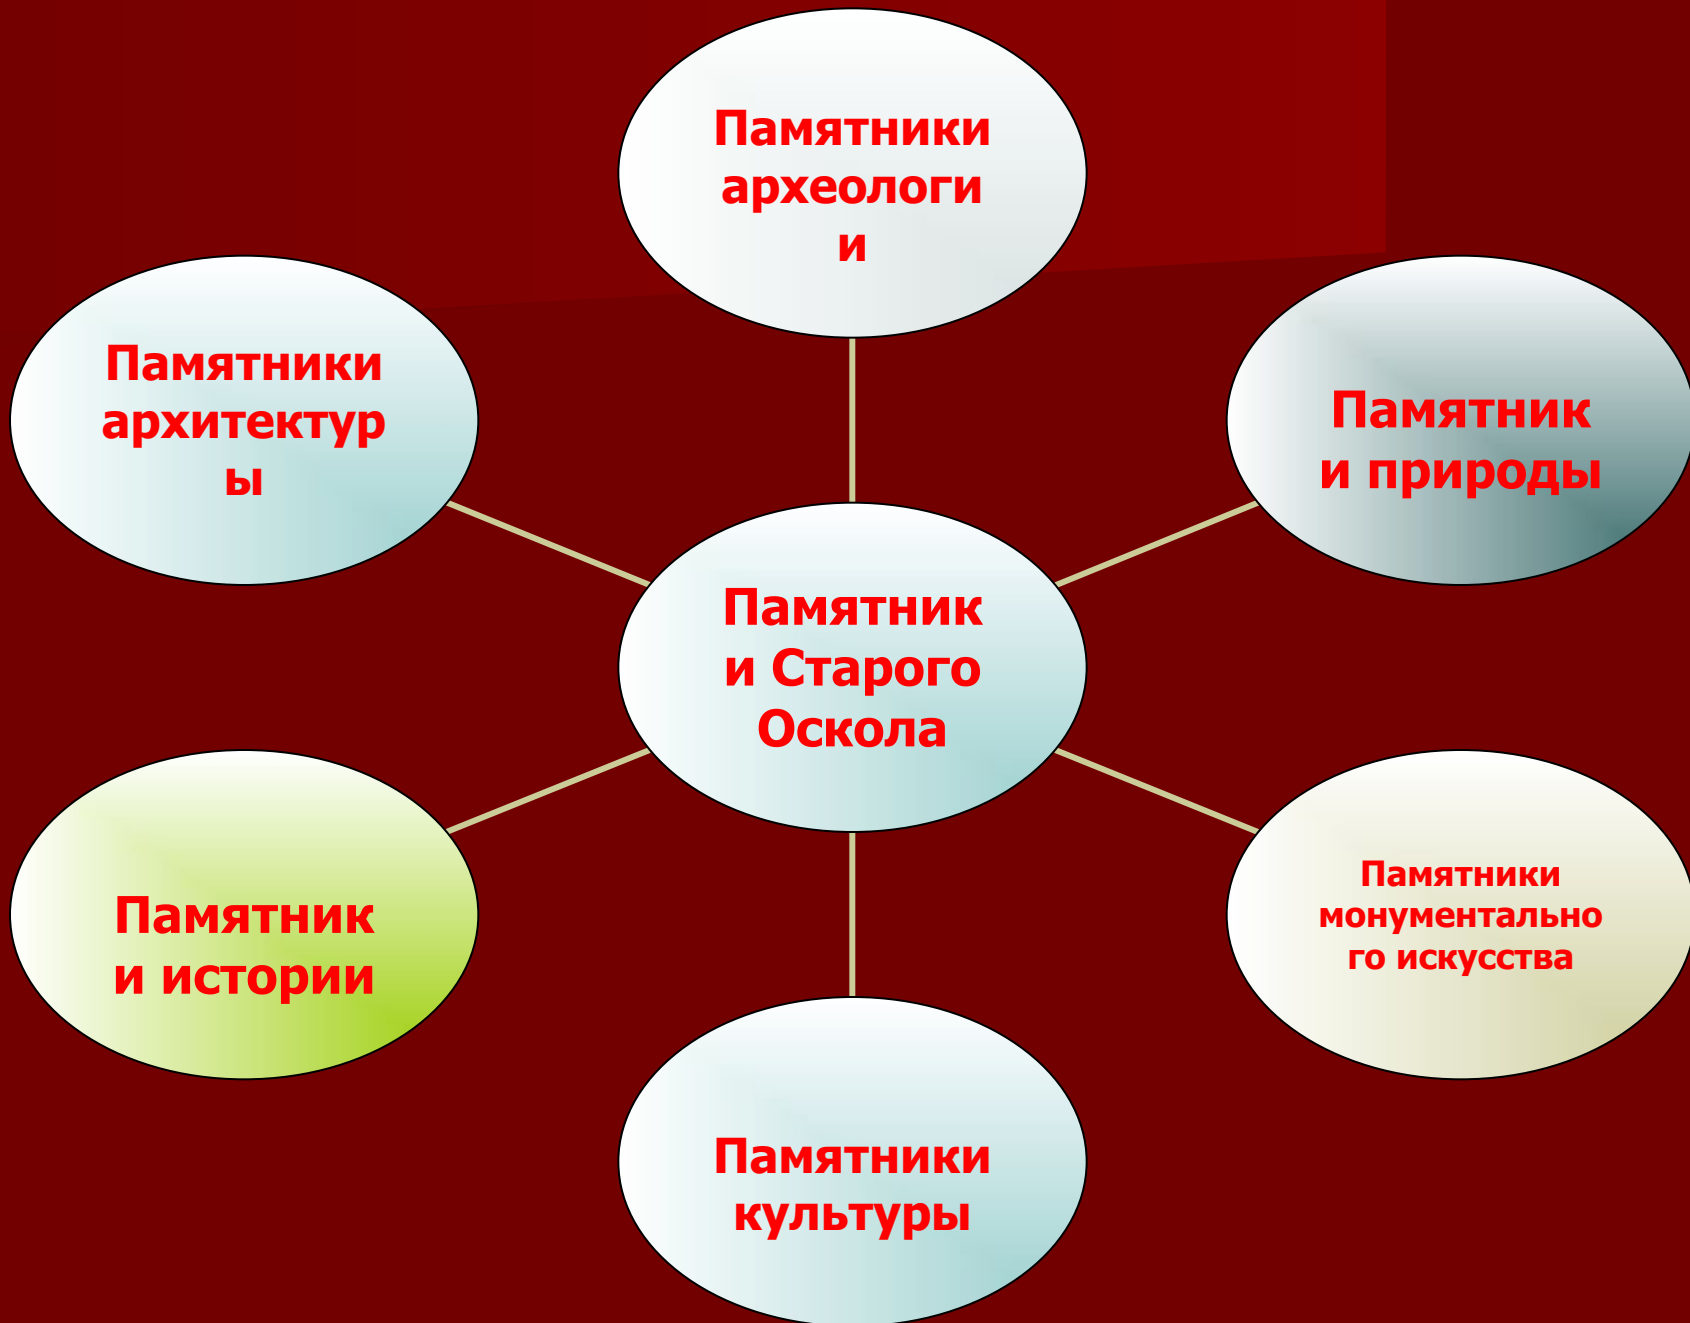 Памятники
археологи
и
Памятники
архитектур
ы
Памятник
и природы
Памятник
и Старого
Оскола
Памятник
и истории
Памятники
монументально
го искусства
Памятники
культуры